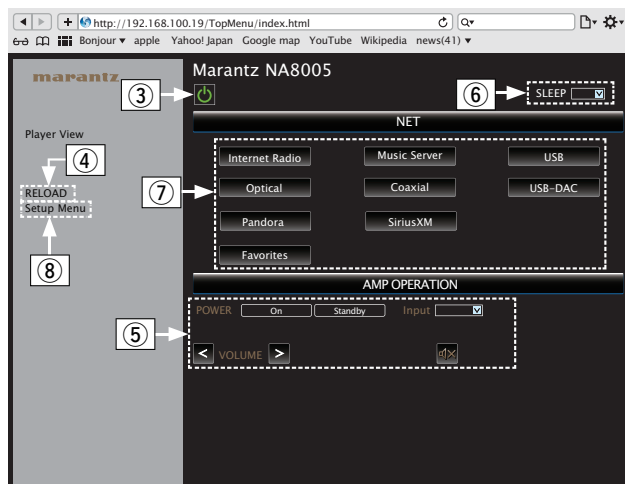 http://192.168.100.19/TopMenu/index.html
Bonjour ▼ apple Yahoo! Japan Google map YouTube Wikipedia news(41) ▼
marantz
Marantz NA8005
③
⑥
SLEEP
NET
Player View
④
Internet Radio Music Server USB
RELOAD
⑦
Optical Coaxial USB-DAC
Setup Menu
Pandora SiriusXM
⑧
Favorites
AMP OPERATION
POWER On Standby Input
⑤
< VOLUME >